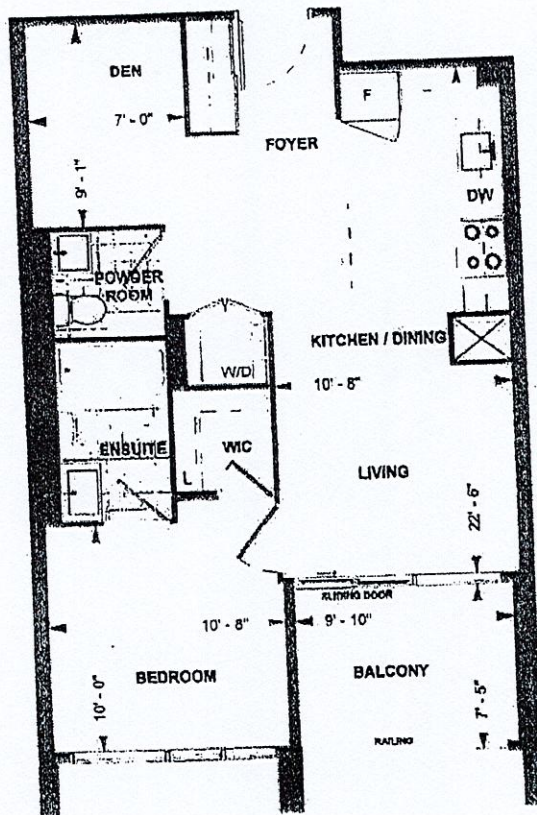 DEN
7' - 0"
9' - 1"
FOYER
F
DW
POWDER
ROOM
KITCHEN / DINING
W/D
10' - 8"
ENSUITE
WIC
L
LIVING
22' - 6"
SLIDING DOOR
10' - 8"
9' - 10"
BEDROOM
BALCONY
10' - 0"
7' - 5"
RAILING